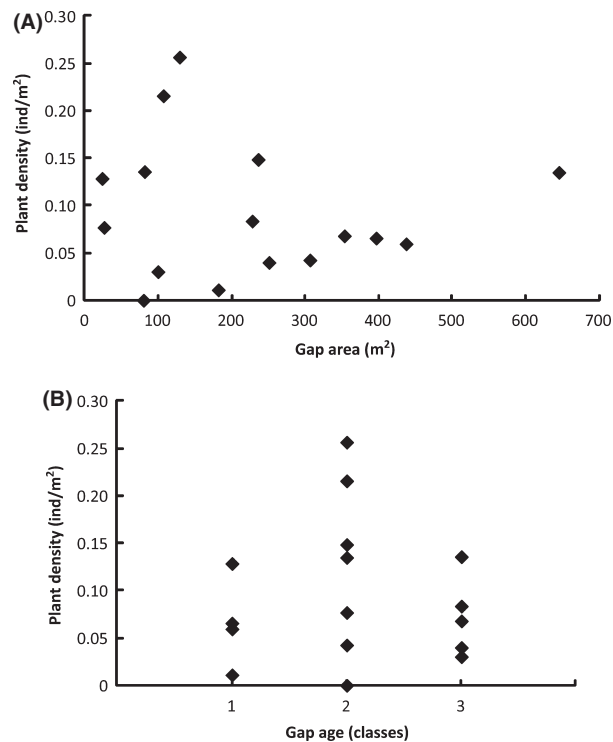 (A)
0.30
0.25
0.20
0.15
0.10
0.05
0
Plant density (ind/m²)
0 100 200 300 400 500 600 700
Gap area (m²)
(B)
0.30
0.25
0.20
0.15
0.10
0.05
0
Plant density (ind/m²)
1 2 3
Gap age (classes)